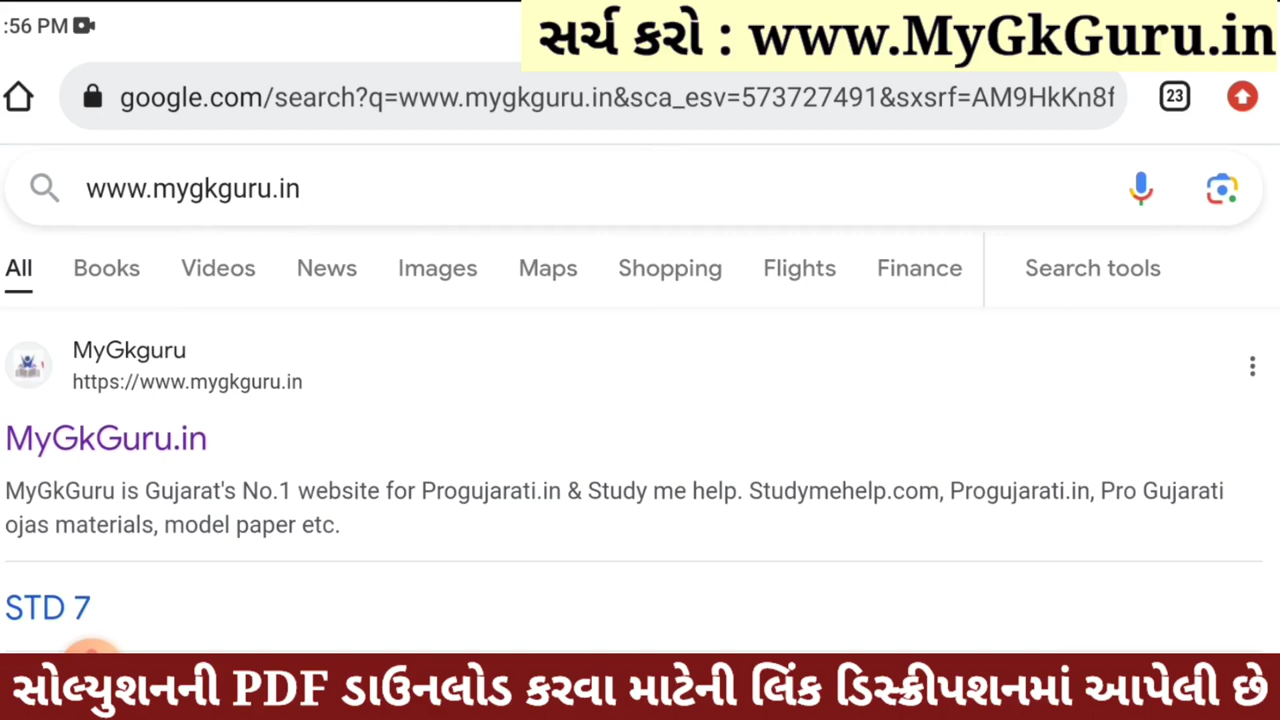 :56 PM
સર્ચ કરો : www.MyGkGuru.in
google.com/search?q=www.mygkguru.in&sca_esv=573727491&sxsrf=AM9HkKn8f
23
www.mygkguru.in
All Books Videos News Images Maps Shopping Flights Finance Search tools
MyGkguru
https://www.mygkguru.in
MyGkGuru.in
MyGkGuru is Gujarat's No.1 website for Progujarati.in & Study me help. Studymehelp.com, Progujarati.in, Pro Gujarati
ojas materials, model paper etc.
STD 7
સોલ્યુશનની PDF ડાઉનલોડ કરવા માટેની લિંક ડિસ્ક્રીપશનમાં આપેલી છે